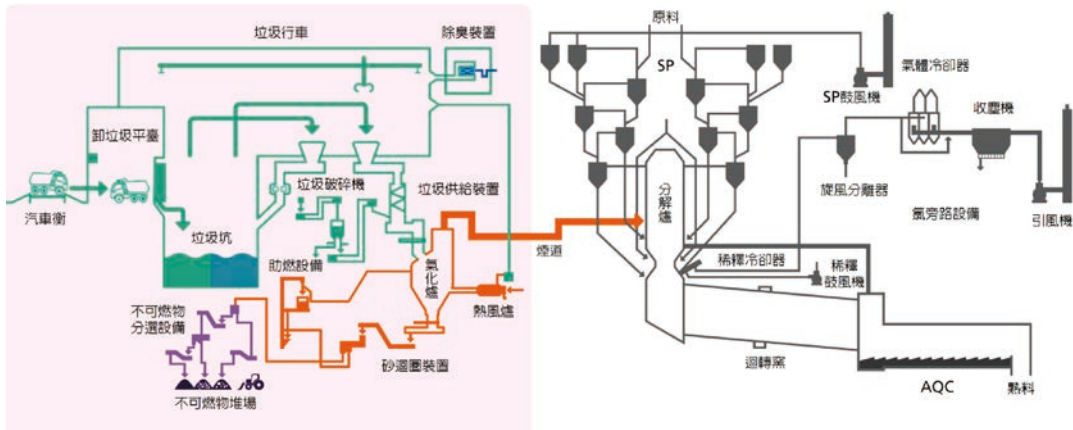 垃圾行車
除臭裝置
卸垃圾平臺
汽車衡
垃圾坑
垃圾破碎機
垃圾供給裝置
助燃設備
氣化爐
熱風爐
不可燃物
分選設備
砂迴圈裝置
不可燃物堆場
煙道
原料
SP
分解爐
SP鼓風機
氣體冷卻器
收塵機
旋風分離器
氯旁路設備
引風機
稀釋冷卻器
稀釋
鼓風機
迴轉窯
AQC
熟料